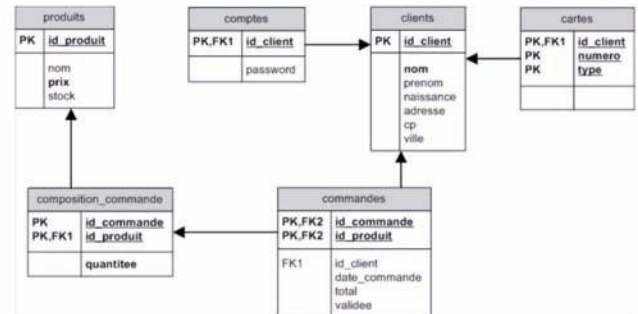 produits
PK id_produit
nom
prix
stock
comptes
PK,FK1 id_client
password
clients
PK id_client
nom
prenom
naissance
adresse
cp
ville
cartes
PK,FK1 id_client
PK numero
PK type
composition_commande
PK id_commande
PK,FK1 id_produit
quantitee
commandes
PK,FK2 id_commande
PK,FK2 id_produit
FK1 id_client
date_commande
total
validee